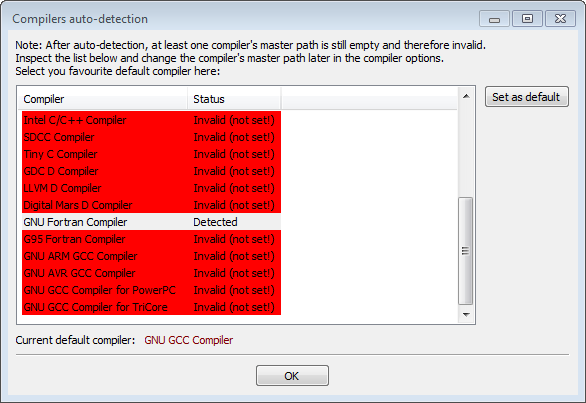 Compilers auto-detection
Note: After auto-detection, at least one compiler's master path is still empty and therefore invalid.
Inspect the list below and change the compiler's master path later in the compiler options.
Select you favourite default compiler here:
Compiler Status
Set as default
Intel C/C++ Compiler Invalid (not set!)
SDCC Compiler Invalid (not set!)
Tiny C Compiler Invalid (not set!)
GDC D Compiler Invalid (not set!)
LLVM D Compiler Invalid (not set!)
Digital Mars D Compiler Invalid (not set!)
GNU Fortran Compiler Detected
G95 Fortran Compiler Invalid (not set!)
GNU ARM GCC Compiler Invalid (not set!)
GNU AVR GCC Compiler Invalid (not set!)
GNU GCC Compiler for PowerPC Invalid (not set!)
GNU GCC Compiler for TriCore Invalid (not set!)
Current default compiler: GNU GCC Compiler
OK